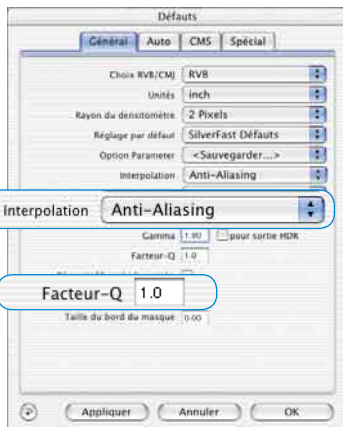 Défauts
Général Auto CMS Spécial
Choix RVB/CMJ RVB
Unités inch
Rayon du densitomètre 2 Pixels
Réglage par défaut SilverFast Défauts
Option Parameter <Sauvegarder...>
Interpolation Anti-Aliasing
Interpolation Anti-Aliasing
Gamma 1.00 pour sortie HDR
Facteur-Q 1.0
Facteur-Q 1.0
Taille du bord du masque 0.00
Appliquer Annuler OK